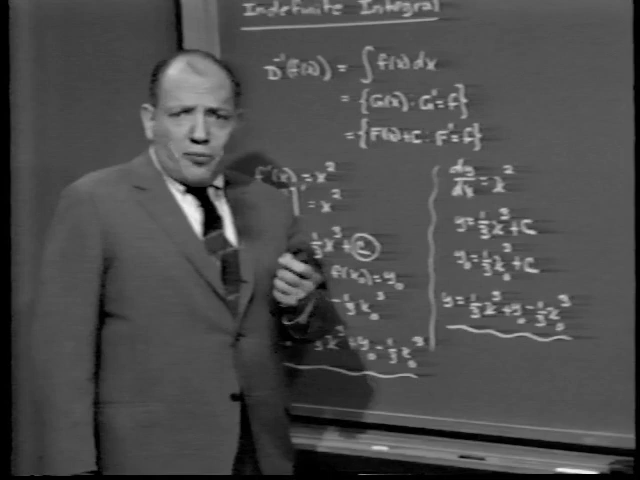 Indefinite Integral
D⁻¹(f(x)) = ∫f(x)dx
= {G(x) : G' = f}
= {F(x) + C : F' = f}
f'(x) = x²
y' = x²
⅓x³ + C
f(x₀) = y₀
- ⅓x₀³
⅓x³ + y₀ - ⅓x₀³
dy/dx = x²
y = ⅓x³ + C
y₀ = ⅓x₀³ + C
y = ⅓x³ + y₀ - ⅓x₀³